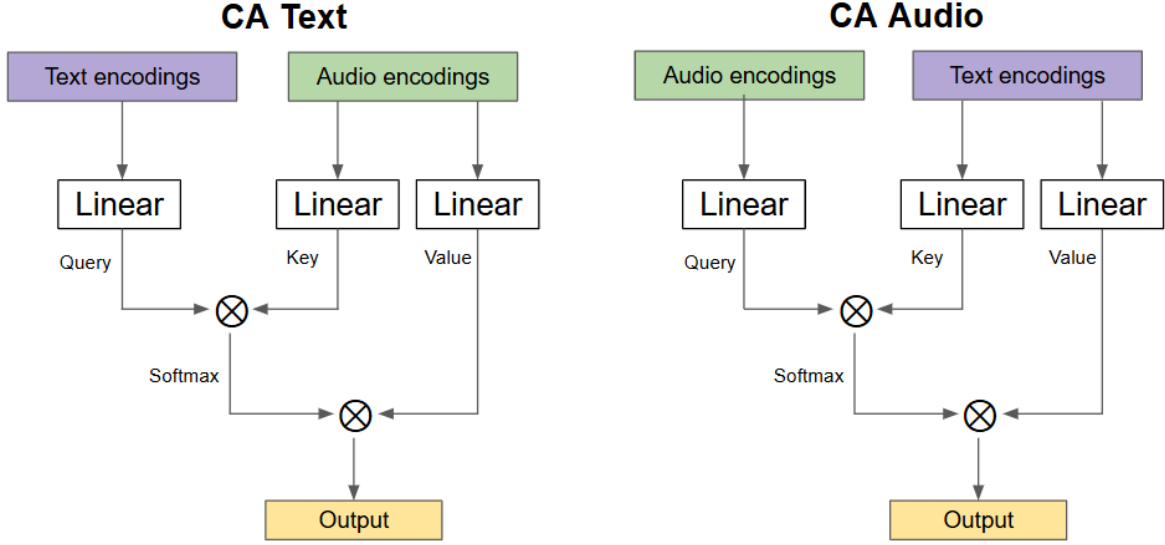 CA Text
Text encodings
Audio encodings
Linear
Linear
Linear
Query
Key
Value
Softmax
Output
CA Audio
Audio encodings
Text encodings
Linear
Linear
Linear
Query
Key
Value
Softmax
Output